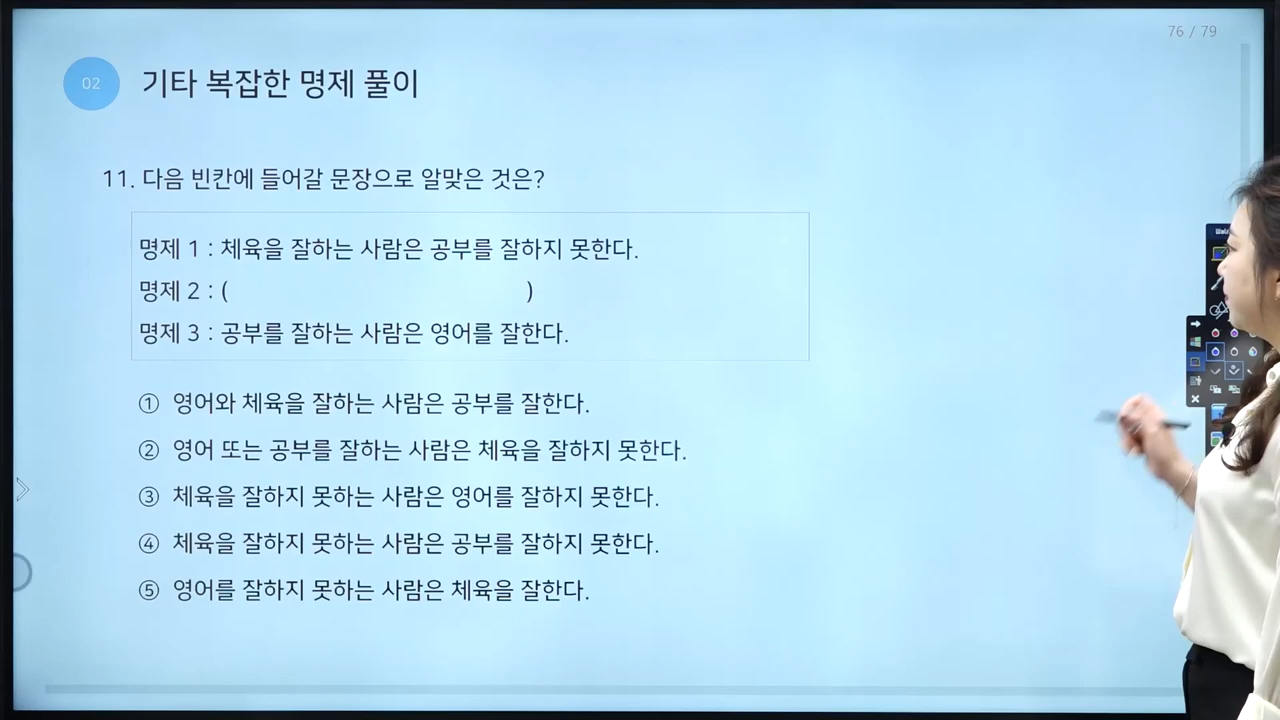 76 / 79
02
기타 복잡한 명제 풀이
11. 다음 빈칸에 들어갈 문장으로 알맞은 것은?
명제 1 : 체육을 잘하는 사람은 공부를 잘하지 못한다.
명제 2 : ( )
명제 3 : 공부를 잘하는 사람은 영어를 잘한다.
① 영어와 체육을 잘하는 사람은 공부를 잘한다.
② 영어 또는 공부를 잘하는 사람은 체육을 잘하지 못한다.
③ 체육을 잘하지 못하는 사람은 영어를 잘하지 못한다.
④ 체육을 잘하지 못하는 사람은 공부를 잘하지 못한다.
⑤ 영어를 잘하지 못하는 사람은 체육을 잘한다.